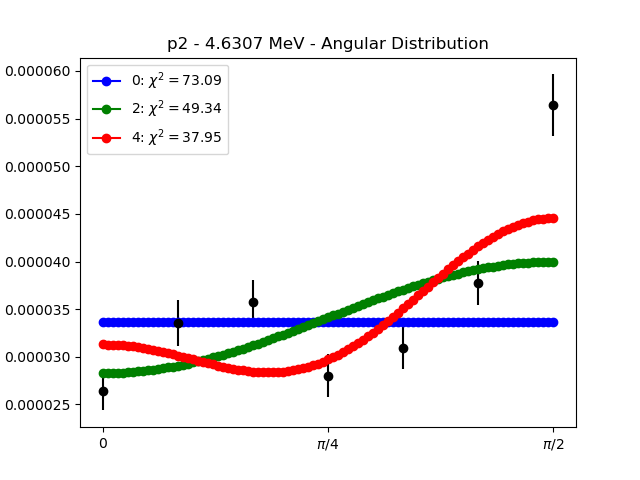 p2 - 4.6307 MeV - Angular Distribution
0.000060
0.000055
0.000050
0.000045
0.000040
0.000035
0.000030
0.000025
0: χ² = 73.09
2: χ² = 49.34
4: χ² = 37.95
0
π/4
π/2